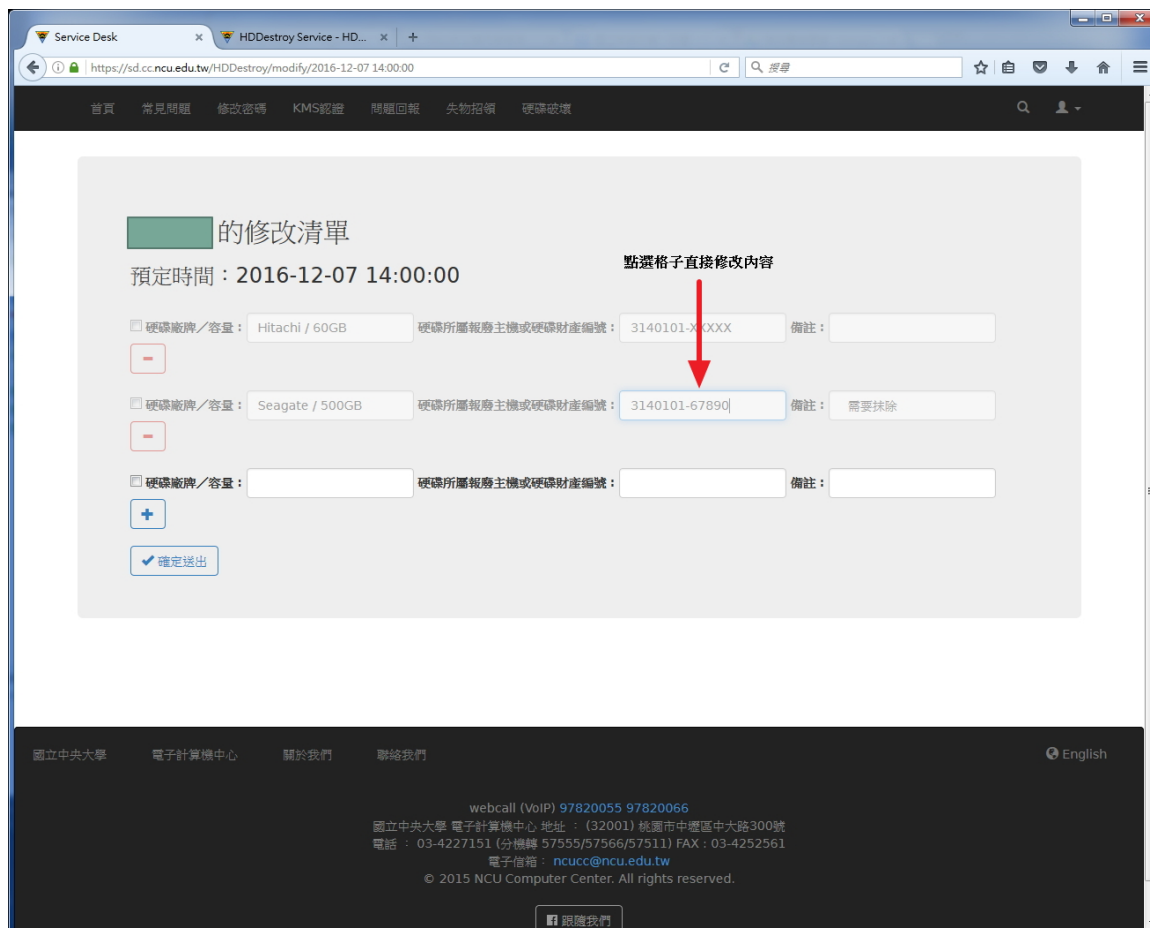 Service Desk
HDDestroy Service - HD...
https://sd.cc.ncu.edu.tw/HDDestroy/modify/2016-12-07 14:00:00
搜尋
首頁 常見問題 修改密碼 KMS認證 問題回報 失物招領 硬碟破壞
的修改清單
點選格子直接修改內容
預定時間：2016-12-07 14:00:00
硬碟廠牌／容量： Hitachi / 60GB 硬碟所屬報廢主機或硬碟財產編號： 3140101-XXXXX 備註：
硬碟廠牌／容量： Seagate / 500GB 硬碟所屬報廢主機或硬碟財產編號： 3140101-67890 備註： 需要抹除
硬碟廠牌／容量： 硬碟所屬報廢主機或硬碟財產編號： 備註：
確定送出
國立中央大學 電子計算機中心 關於我們 聯絡我們 English
webcall (VoIP) 97820055 97820066
國立中央大學 電子計算機中心 地址 ： (32001) 桃園市中壢區中大路300號
電話 ： 03-4227151 (分機轉 57555/57566/57511) FAX : 03-4252561
電子信箱： ncucc@ncu.edu.tw
© 2015 NCU Computer Center. All rights reserved.
跟隨我們